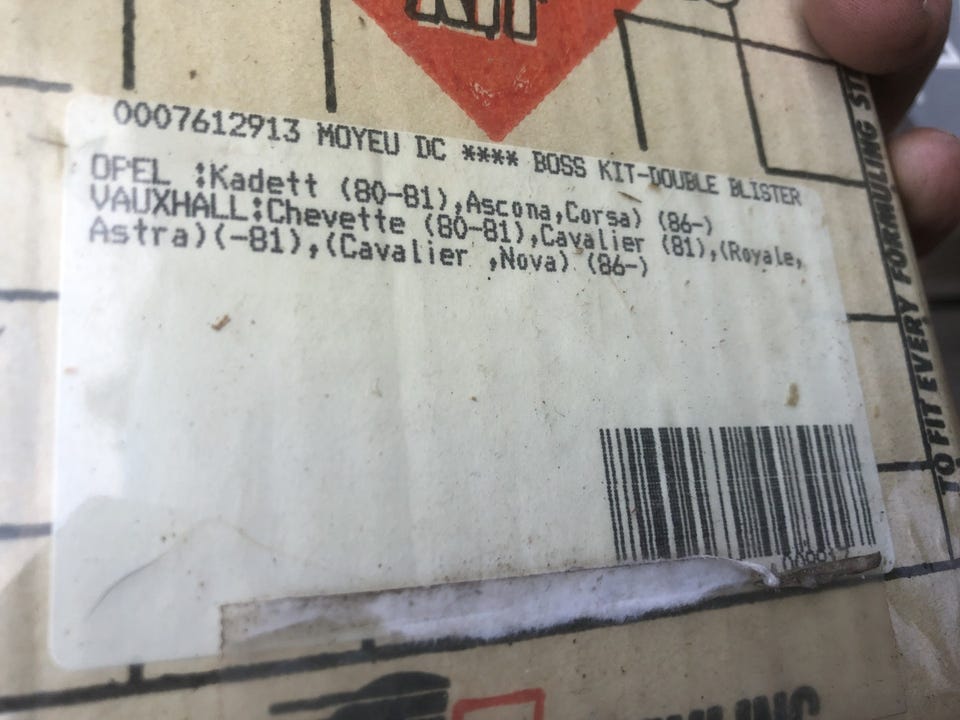 KIT
0007612913 MOYEU DC **** BOSS KIT-DOUBLE BLISTER
OPEL :Kadett (80-81),Ascona,Corsa) (86-)
VAUXHALL:Chevette (80-81),Cavalier (81),(Royale,
Astra)(-81),(Cavalier ,Nova) (86-)
TO FIT EVERY FORMULING